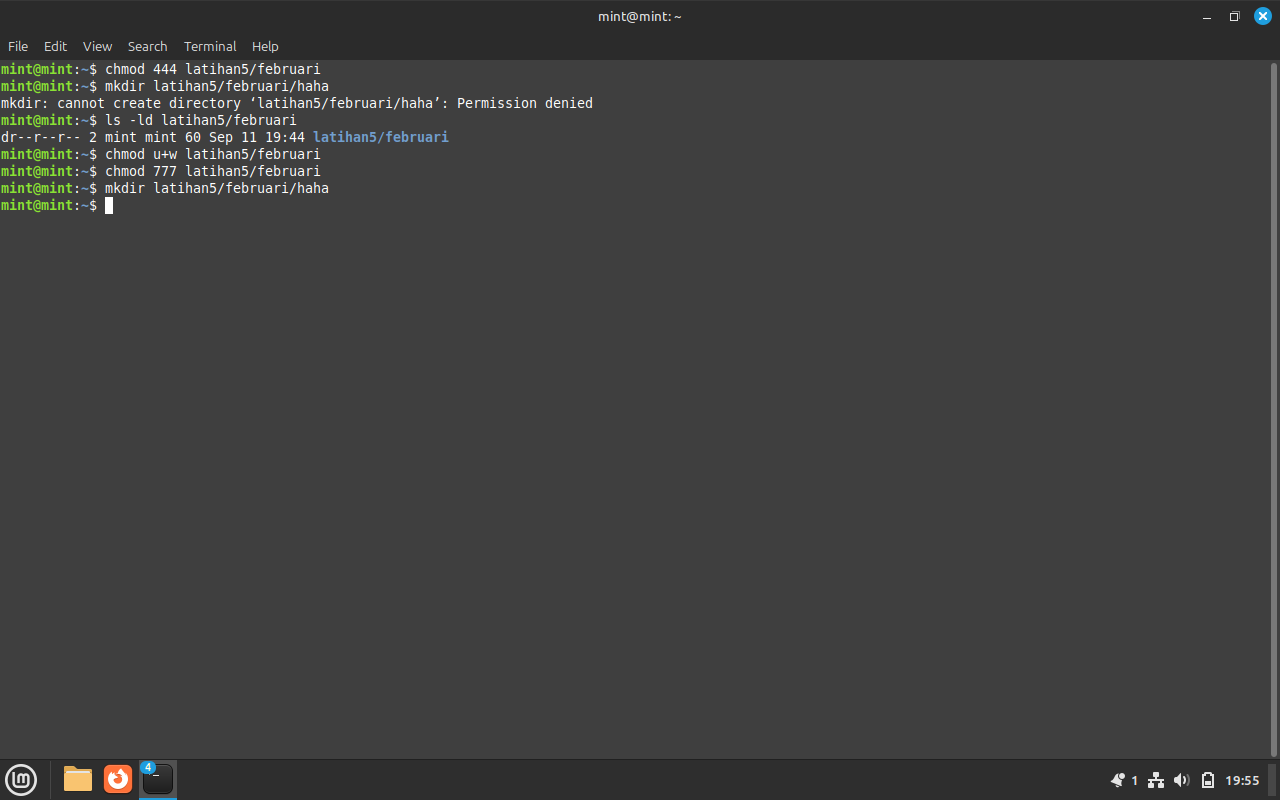 mint@mint: ~
File Edit View Search Terminal Help
mint@mint:~$ chmod 444 latihan5/februari
mint@mint:~$ mkdir latihan5/februari/haha
mkdir: cannot create directory ‘latihan5/februari/haha’: Permission denied
mint@mint:~$ ls -ld latihan5/februari
dr--r--r-- 2 mint mint 60 Sep 11 19:44 latihan5/februari
mint@mint:~$ chmod u+w latihan5/februari
mint@mint:~$ chmod 777 latihan5/februari
mint@mint:~$ mkdir latihan5/februari/haha
mint@mint:~$
4
1
19:55